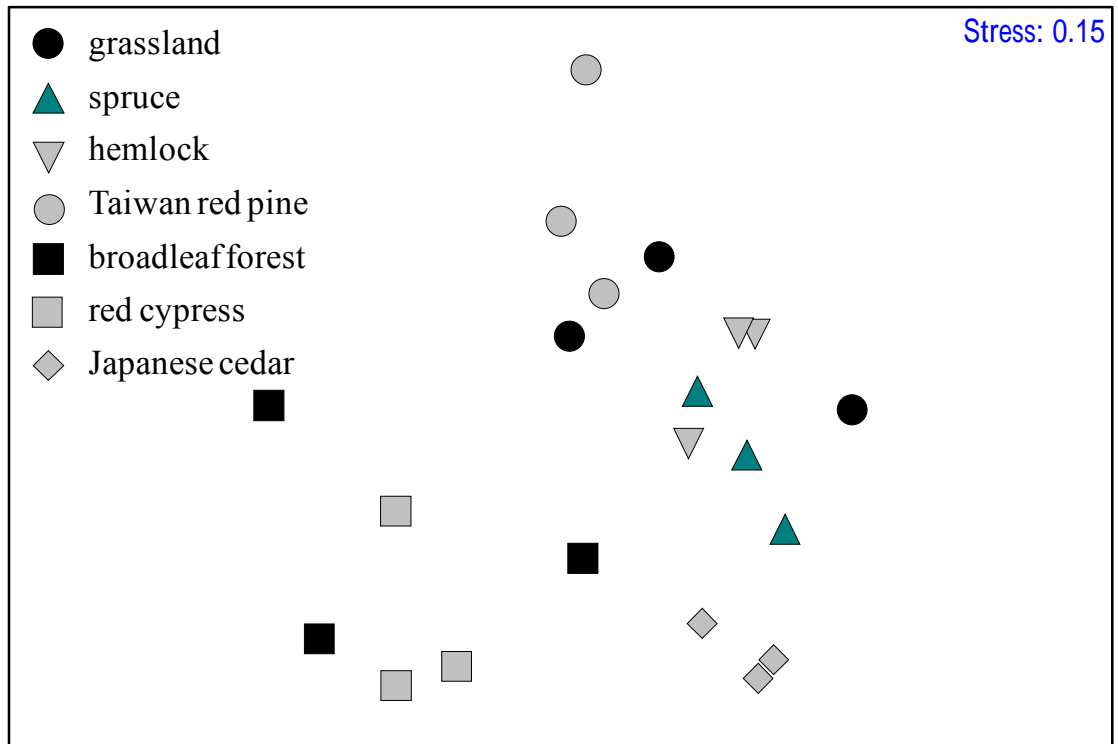 Stress: 0.15
grassland
spruce
hemlock
Taiwan red pine
broadleaf forest
red cypress
Japanese cedar